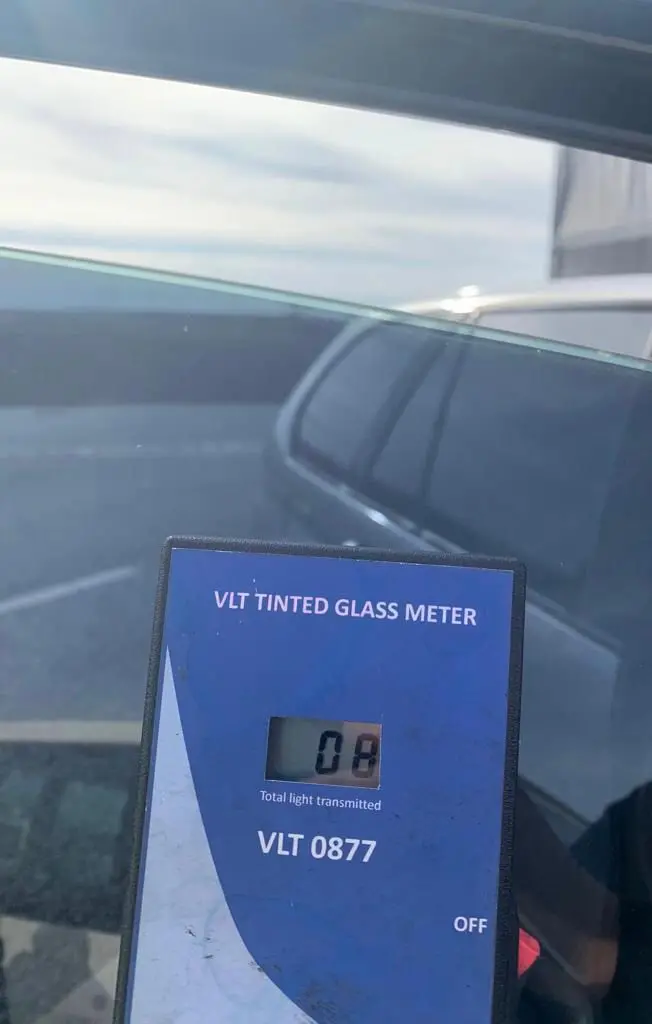 VLT TINTED GLASS METER
08
Total light transmitted
VLT 0877
OFF